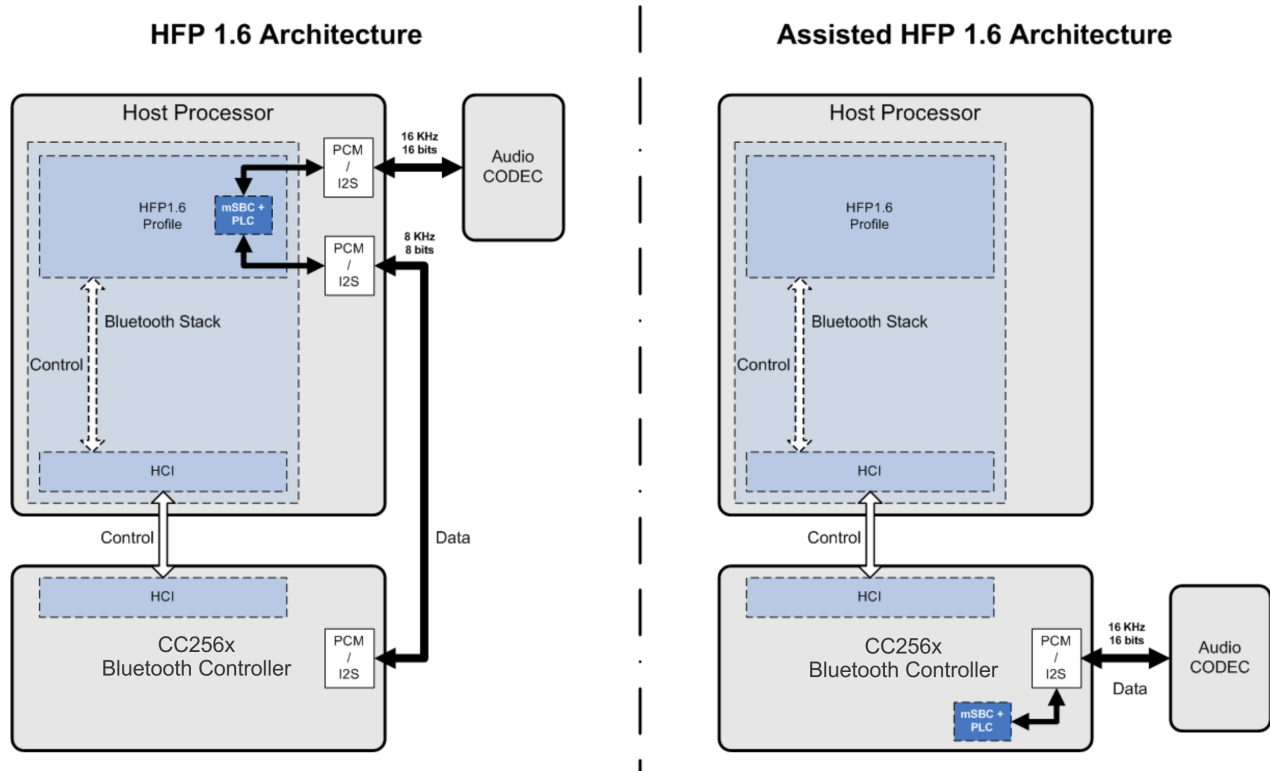 HFP 1.6 Architecture
Host Processor
HFP1.6
Profile
mSBC +
PLC
PCM
/
I2S
16 KHz
16 bits
Audio
CODEC
PCM
/
I2S
8 KHz
8 bits
Bluetooth Stack
Control
HCI
Control
Data
HCI
CC256x
Bluetooth Controller
PCM
/
I2S
Assisted HFP 1.6 Architecture
Host Processor
HFP1.6
Profile
Bluetooth Stack
Control
HCI
Control
HCI
CC256x
Bluetooth Controller
PCM
/
I2S
16 KHz
16 bits
Data
Audio
CODEC
mSBC +
PLC